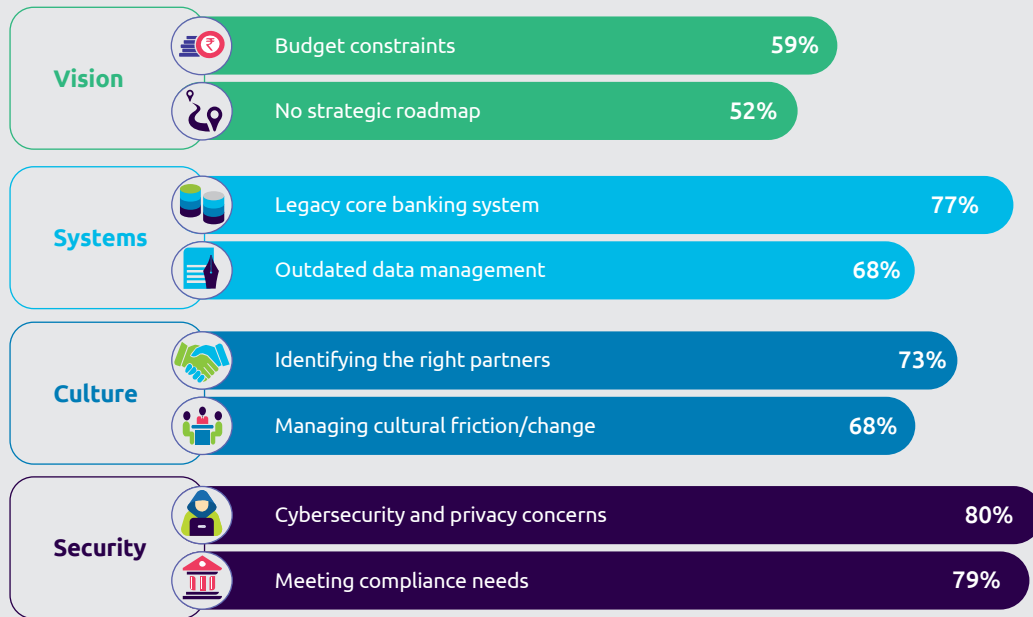 Vision
Budget constraints 59%
No strategic roadmap 52%
Systems
Legacy core banking system 77%
Outdated data management 68%
Culture
Identifying the right partners 73%
Managing cultural friction/change 68%
Security
Cybersecurity and privacy concerns 80%
Meeting compliance needs 79%